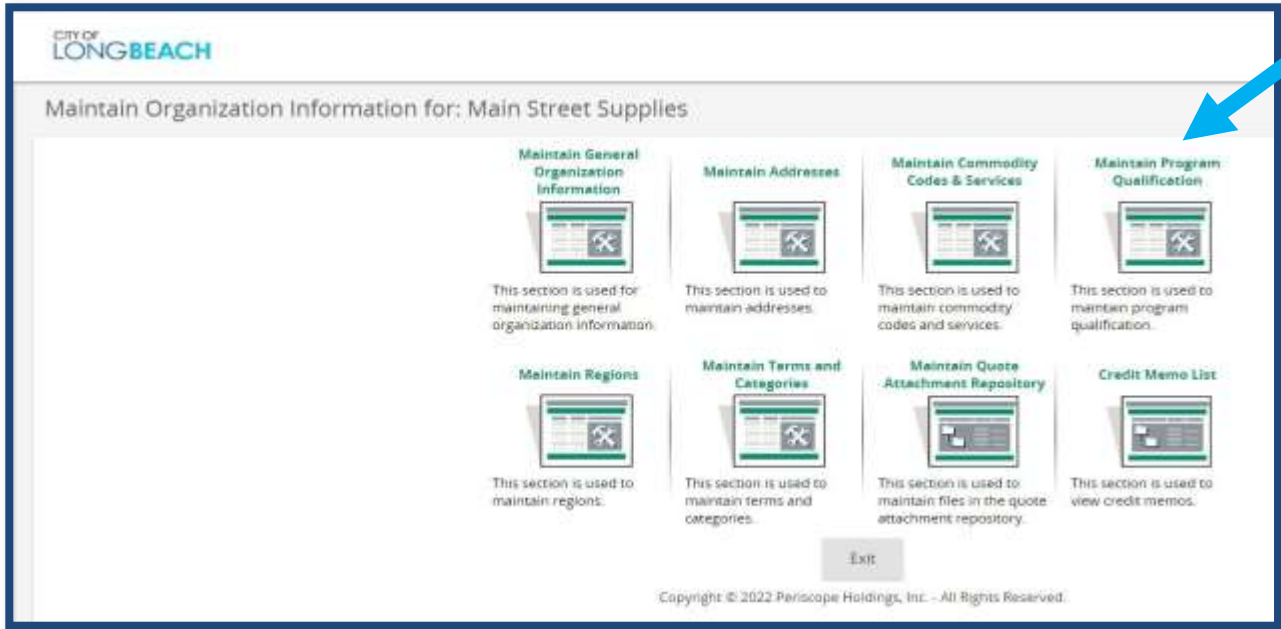 CITY OF
LONGBEACH
Maintain Organization Information for: Main Street Supplies
Maintain General
Organization
Information
This section is used for
maintaining general
organization information.
Maintain Addresses
This section is used to
maintain addresses.
Maintain Commodity
Codes & Services
This section is used to
maintain commodity
codes and services.
Maintain Program
Qualification
This section is used to
maintain program
qualification.
Maintain Regions
This section is used to
maintain regions.
Maintain Terms and
Categories
This section is used to
maintain terms and
categories.
Maintain Quote
Attachment Repository
This section is used to
maintain files in the quote
attachment repository.
Credit Memo List
This section is used to
view credit memos.
Exit
Copyright © 2022 Periscope Holdings, Inc. - All Rights Reserved.